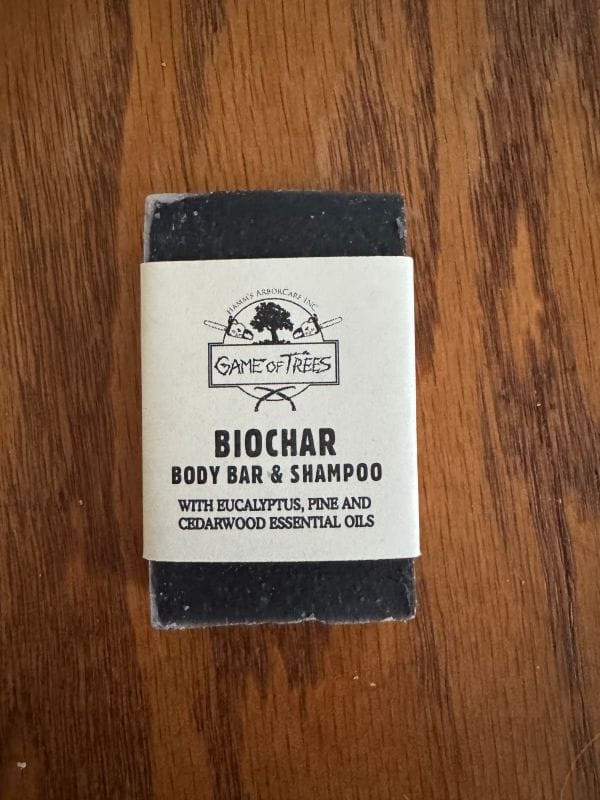 HAMM'S ARBORCARE INC
GAME OF TREES
BIOCHAR
BODY BAR & SHAMPOO
WITH EUCALYPTUS, PINE AND
CEDARWOOD ESSENTIAL OILS